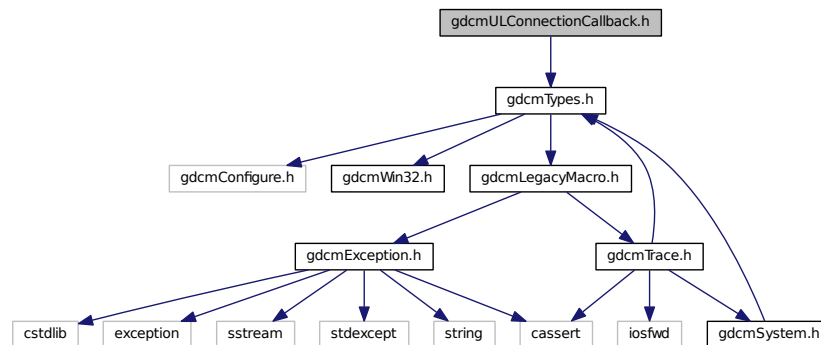 gdcmULConnectionCallback.h
gdcmTypes.h
gdcmConfigure.h
gdcmWin32.h
gdcmLegacyMacro.h
gdcmException.h
gdcmTrace.h
cstdlib
exception
sstream
stdexcept
string
cassert
iosfwd
gdcmSystem.h